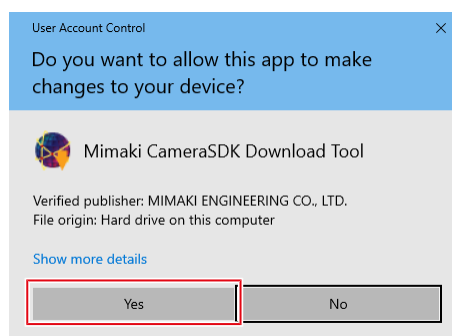 User Account Control
Do you want to allow this app to make
changes to your device?
Mimaki CameraSDK Download Tool
Verified publisher: MIMAKI ENGINEERING CO., LTD.
File origin: Hard drive on this computer
Show more details
Yes
No